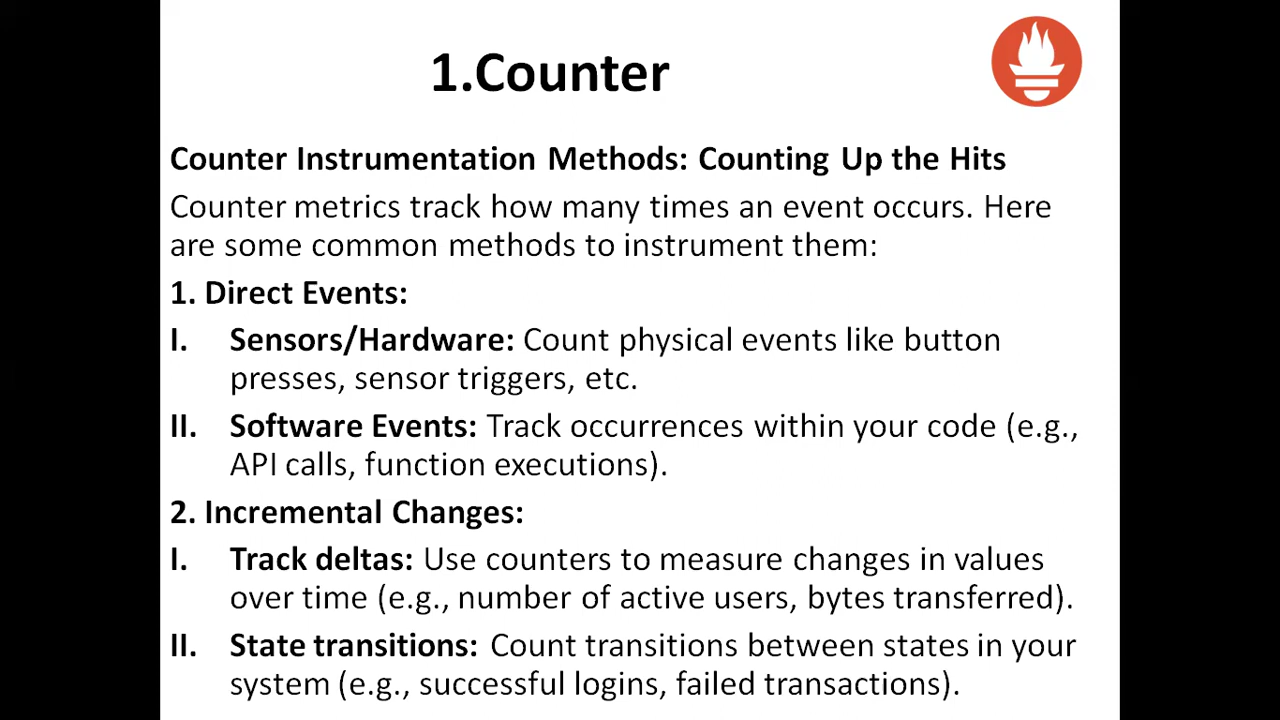 1.Counter
Counter Instrumentation Methods: Counting Up the Hits
Counter metrics track how many times an event occurs. Here
are some common methods to instrument them:
1. Direct Events:
I. Sensors/Hardware: Count physical events like button
presses, sensor triggers, etc.
II. Software Events: Track occurrences within your code (e.g.,
API calls, function executions).
2. Incremental Changes:
I. Track deltas: Use counters to measure changes in values
over time (e.g., number of active users, bytes transferred).
II. State transitions: Count transitions between states in your
system (e.g., successful logins, failed transactions).